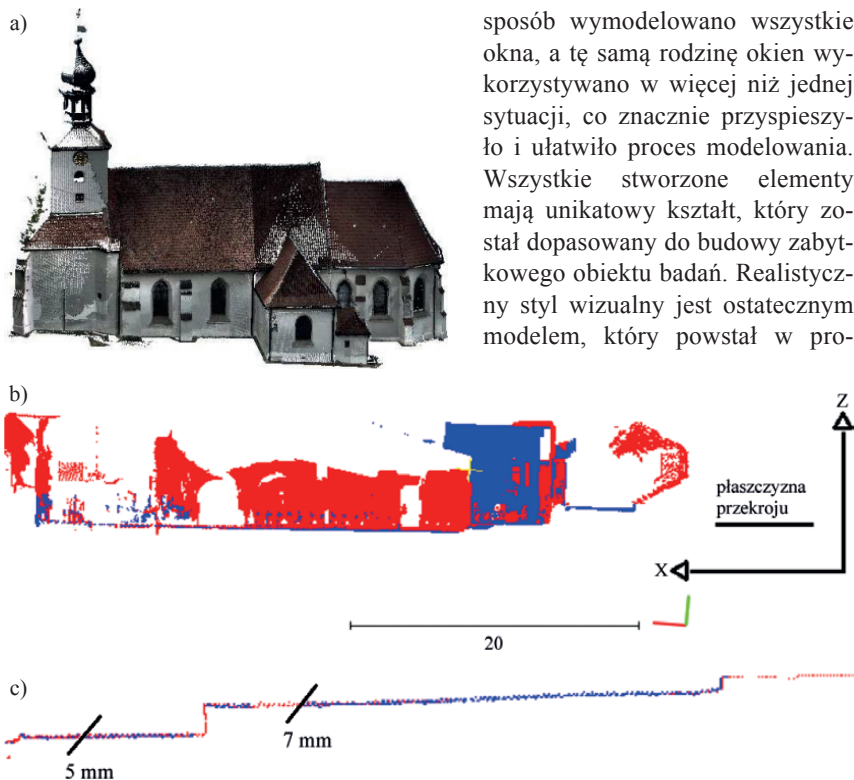 a)
sposób wymodelowano wszystkie
okna, a tę samą rodzinę okien wy-
korzystywano w więcej niż jednej
sytuacji, co znacznie przyspieszy-
ło i ułatwiło proces modelowania.
Wszystkie stworzone elementy
mają unikatowy kształt, który zo-
stał dopasowany do budowy zabyt-
kowego obiektu badań. Realistycz-
ny styl wizualny jest ostatecznym
modelem, który powstał w pro-
b)
Z
płaszczyzna
przekroju
X
20
c)
7 mm
5 mm